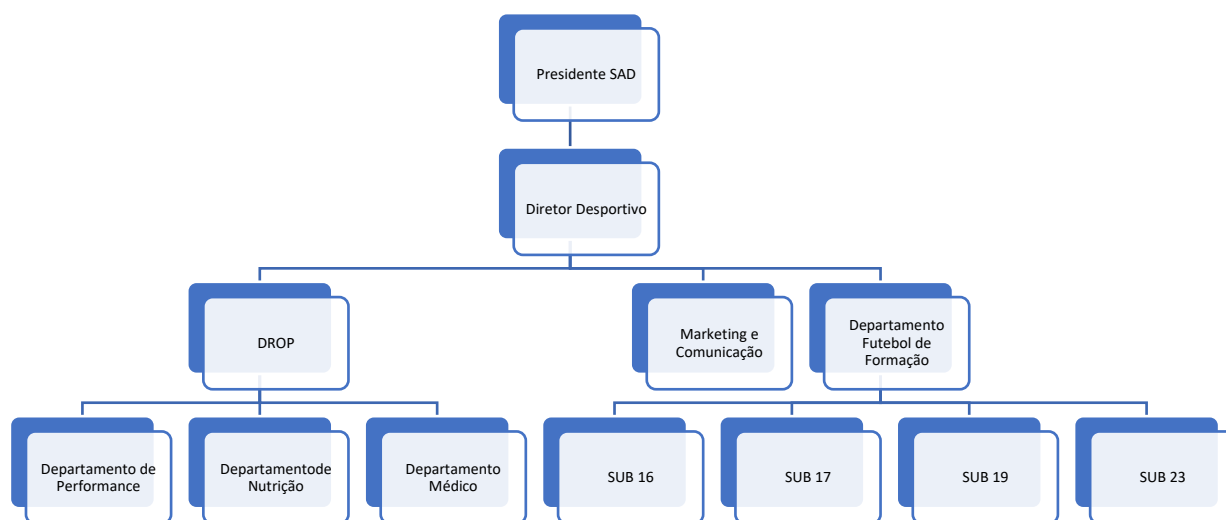 Presidente SAD
Diretor Desportivo
DROP
Marketing e
Comunicação
Departamento
Futebol de
Formação
Departamento de
Performance
Departamentode
Nutrição
Departamento
Médico
SUB 16
SUB 17
SUB 19
SUB 23